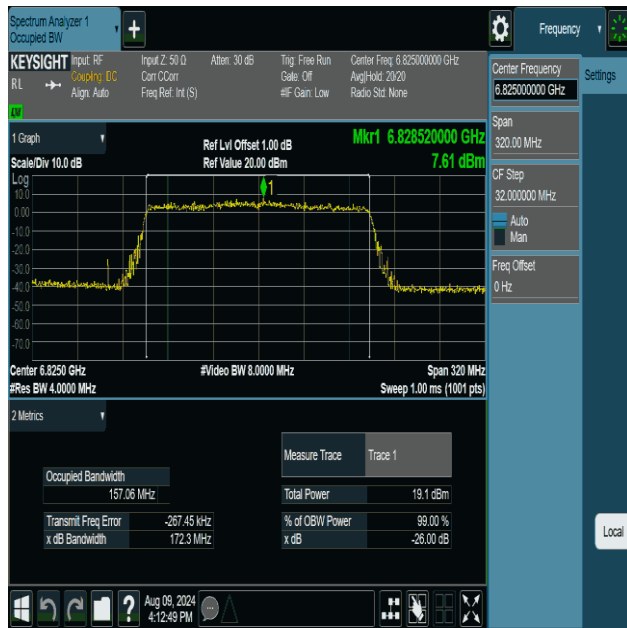 Spectrum Analyzer 1
Occupied BW
+
Frequency
KEYSIGHT
RL
Input: RF
Coupling: DC
Align: Auto
Input Z: 50 Ω
Corr CCorr
Freq Ref: Int (S)
Atten: 30 dB
Trig: Free Run
Gate: Off
#IF Gain: Low
Center Freq: 6.825000000 GHz
Avg|Hold: 20/20
Radio Std: None
1 Graph
Scale/Div 10.0 dB
Ref Lvl Offset 1.00 dB
Ref Value 20.00 dBm
Mkr1 6.828520000 GHz
7.61 dBm
Log
10.0
0.00
-10.0
-20.0
-30.0
-40.0
-50.0
-60.0
-70.0
1
Center 6.8250 GHz
#Res BW 4.0000 MHz
#Video BW 8.0000 MHz
Span 320 MHz
Sweep 1.00 ms (1001 pts)
2 Metrics
Measure Trace Trace 1
Occupied Bandwidth
157.06 MHz
Total Power 19.1 dBm
Transmit Freq Error -267.45 kHz
% of OBW Power 99.00 %
x dB Bandwidth 172.3 MHz
x dB -26.00 dB
Center Frequency
6.825000000 GHz
Settings
Span
320.00 MHz
CF Step
32.000000 MHz
Auto
Man
Freq Offset
0 Hz
Local
?
Aug 09, 2024
4:12:49 PM